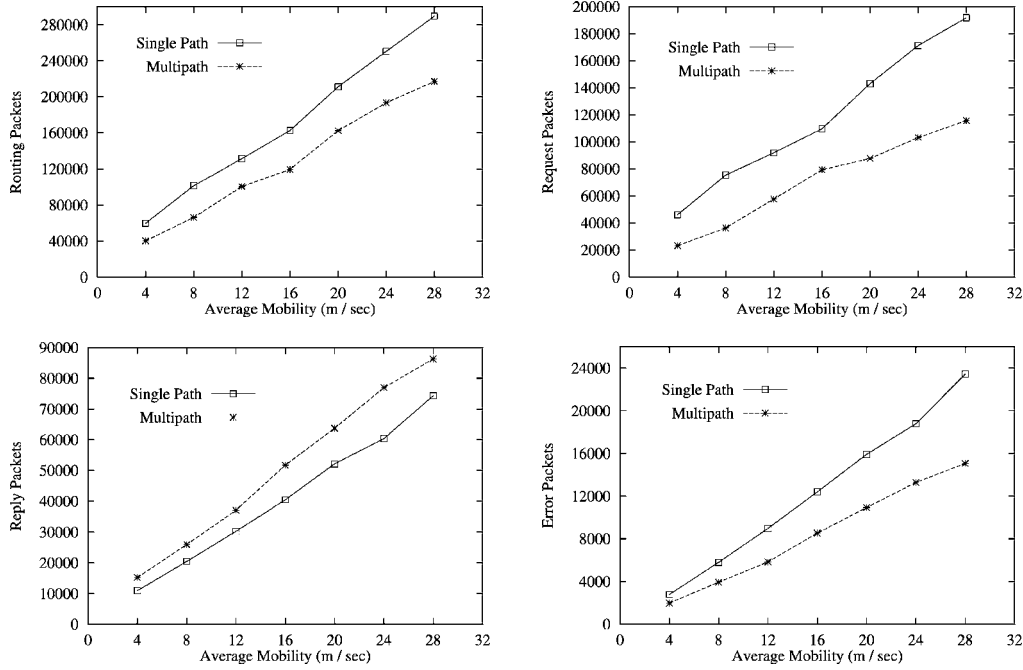 280000
240000
200000
160000
120000
80000
40000
0
Routing Packets
Single Path
Multipath
0 4 8 12 16 20 24 28 32
Average Mobility (m / sec)
200000
180000
160000
140000
120000
100000
80000
60000
40000
20000
0
Request Packets
Single Path
Multipath
0 4 8 12 16 20 24 28 32
Average Mobility (m / sec)
90000
80000
70000
60000
50000
40000
30000
20000
10000
0
Reply Packets
Single Path
Multipath
0 4 8 12 16 20 24 28 32
Average Mobility (m / sec)
24000
20000
16000
12000
8000
4000
0
Error Packets
Single Path
Multipath
0 4 8 12 16 20 24 28 32
Average Mobility (m / sec)